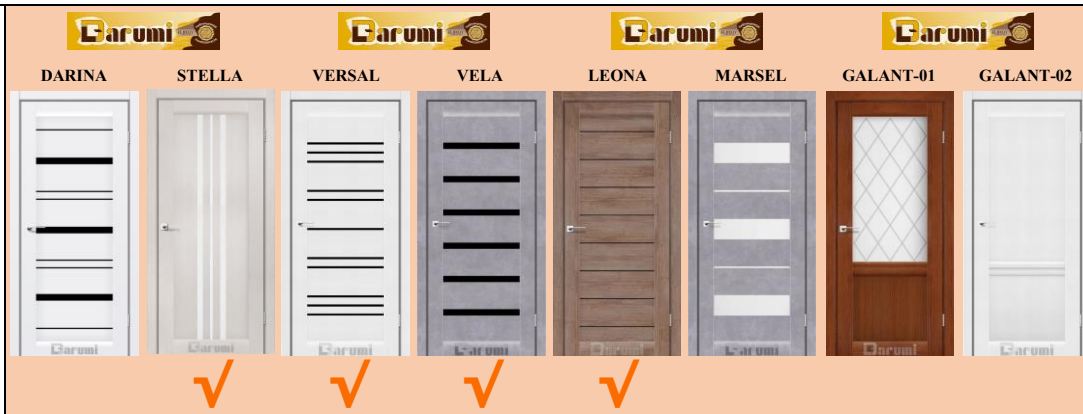 Darumi Darumi Darumi Darumi
DARINA STELLA VERSAL VELA LEONA MARSEL GALANT-01 GALANT-02
Darumi Darumi Darumi Darumi Darumi Darumi Darumi Darumi
√ √ √ √